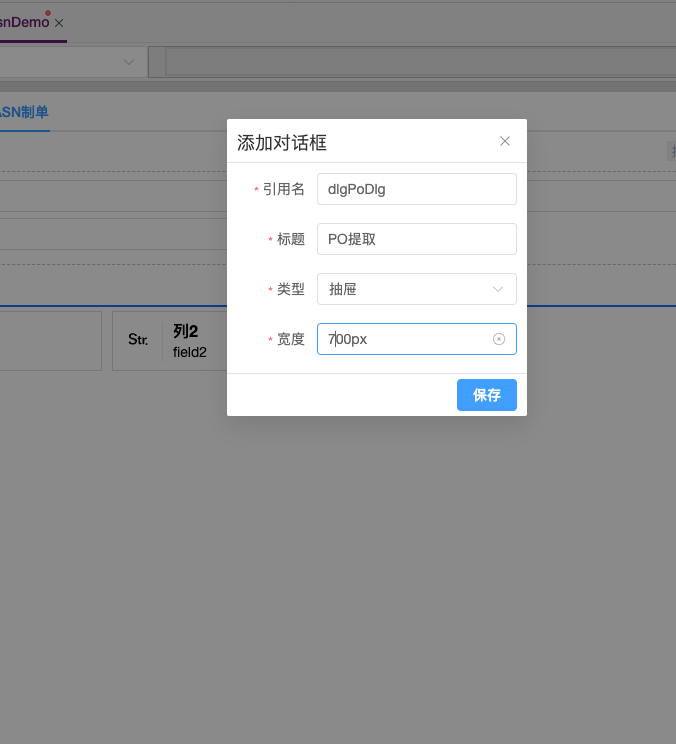 snDemo
ASN制单
添加对话框
* 引用名
dlgPoDlg
* 标题
PO提取
* 类型
抽屉
* 宽度
700px
Str.
列2
field2
保存